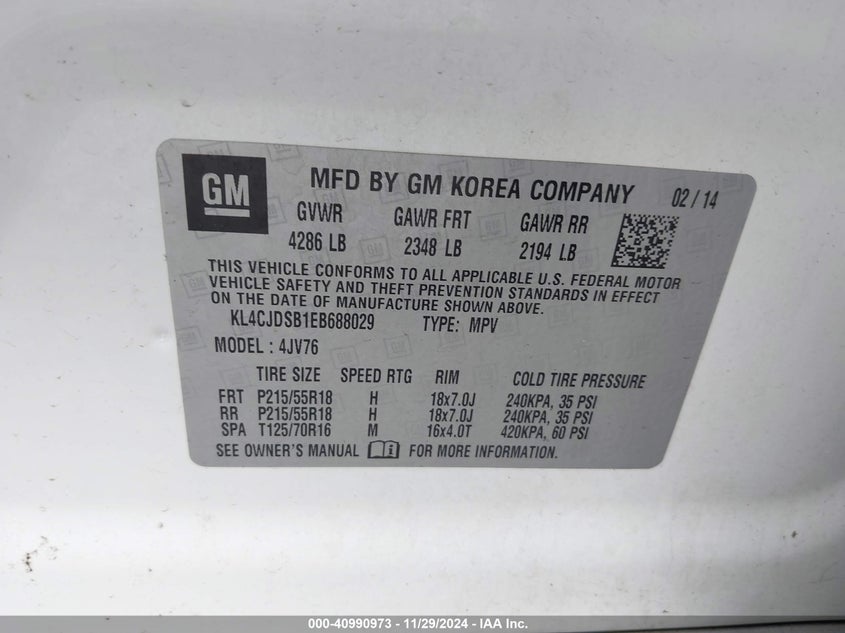 GM
MFD BY GM KOREA COMPANY 02 / 14
GVWR GAWR FRT GAWR RR
4286 LB 2348 LB 2194 LB
THIS VEHICLE CONFORMS TO ALL APPLICABLE U.S. FEDERAL MOTOR
VEHICLE SAFETY AND THEFT PREVENTION STANDARDS IN EFFECT
ON THE DATE OF MANUFACTURE SHOWN ABOVE.
KL4CJDSB1EB688029 TYPE: MPV
MODEL : 4JV76
TIRE SIZE SPEED RTG RIM COLD TIRE PRESSURE
FRT P215/55R18 H 18x7.0J 240KPA, 35 PSI
RR P215/55R18 H 18x7.0J 240KPA, 35 PSI
SPA T125/70R16 M 16x4.0T 420KPA, 60 PSI
SEE OWNER'S MANUAL FOR MORE INFORMATION.
000-40990973 - 11/29/2024 - IAA Inc.